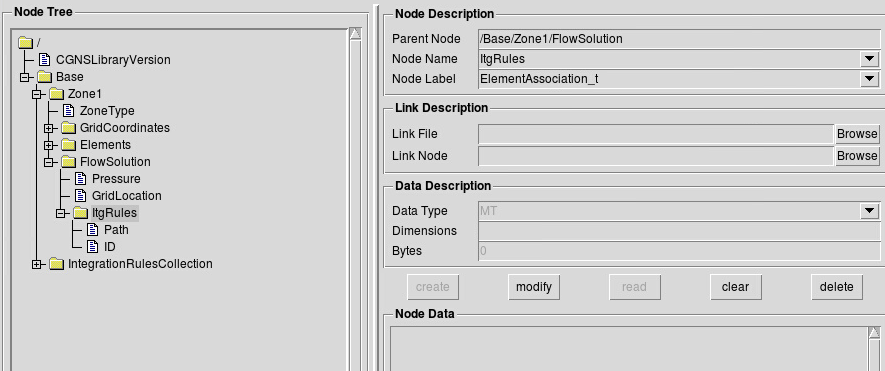 Node Tree
/
CGNSLibraryVersion
Base
Zone1
ZoneType
GridCoordinates
Elements
FlowSolution
Pressure
GridLocation
ItgRules
Path
ID
IntegrationRulesCollection
Node Description
Parent Node /Base/Zone1/FlowSolution
Node Name ItgRules
Node Label ElementAssociation_t
Link Description
Link File Browse
Link Node Browse
Data Description
Data Type MT
Dimensions
Bytes 0
create modify read clear delete
Node Data